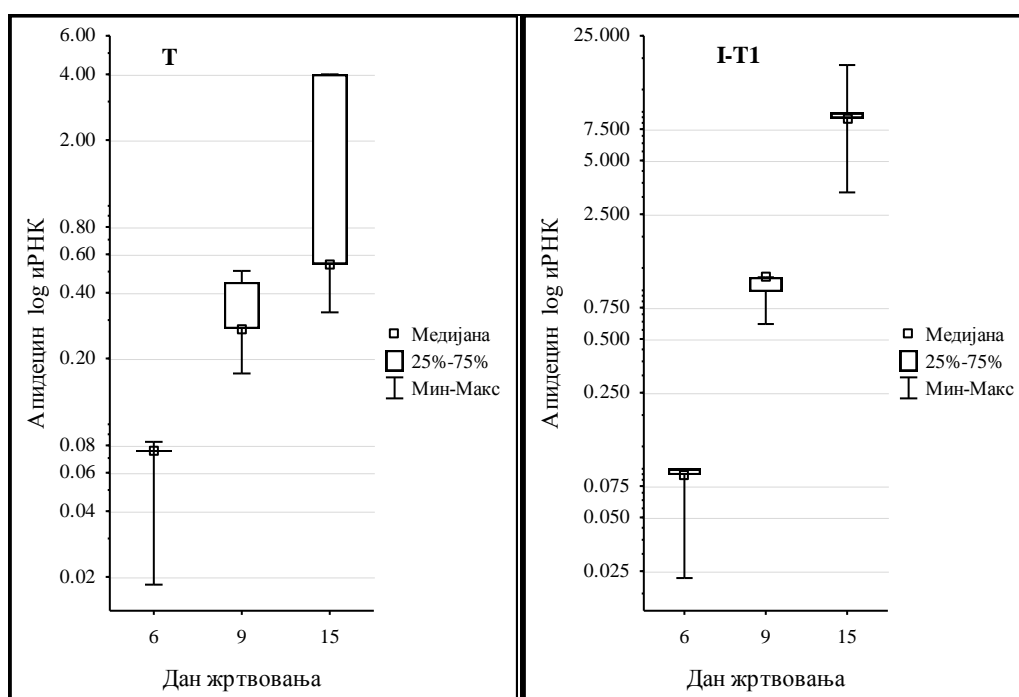 T
Апидецин log иРНК
6.00
4.00
2.00
0.80
0.60
0.40
0.20
0.08
0.06
0.04
0.02
6 9 15
Дан жртвовања
Медијана
25%-75%
Мин-Макс
I-T1
Апидецин log иРНК
25.000
7.500
5.000
2.500
0.750
0.500
0.250
0.075
0.050
0.025
6 9 15
Дан жртвовања
Медијана
25%-75%
Мин-Макс